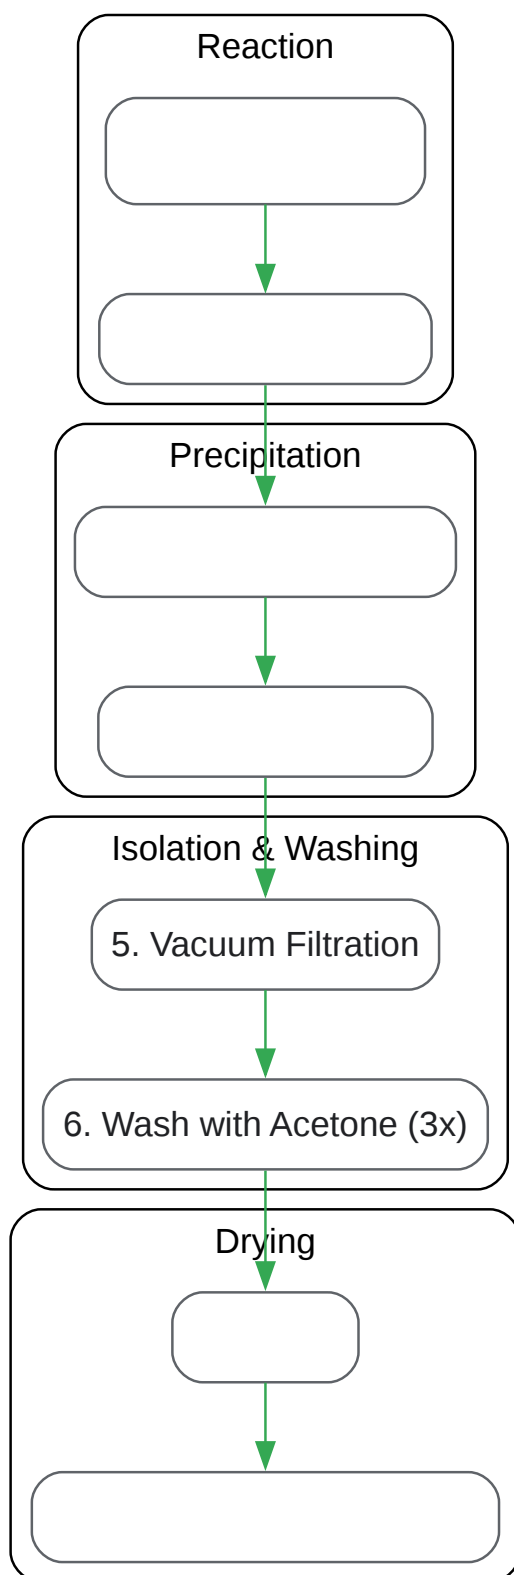 Reaction
Precipitation
Isolation & Washing
5. Vacuum Filtration
6. Wash with Acetone (3x)
Drying